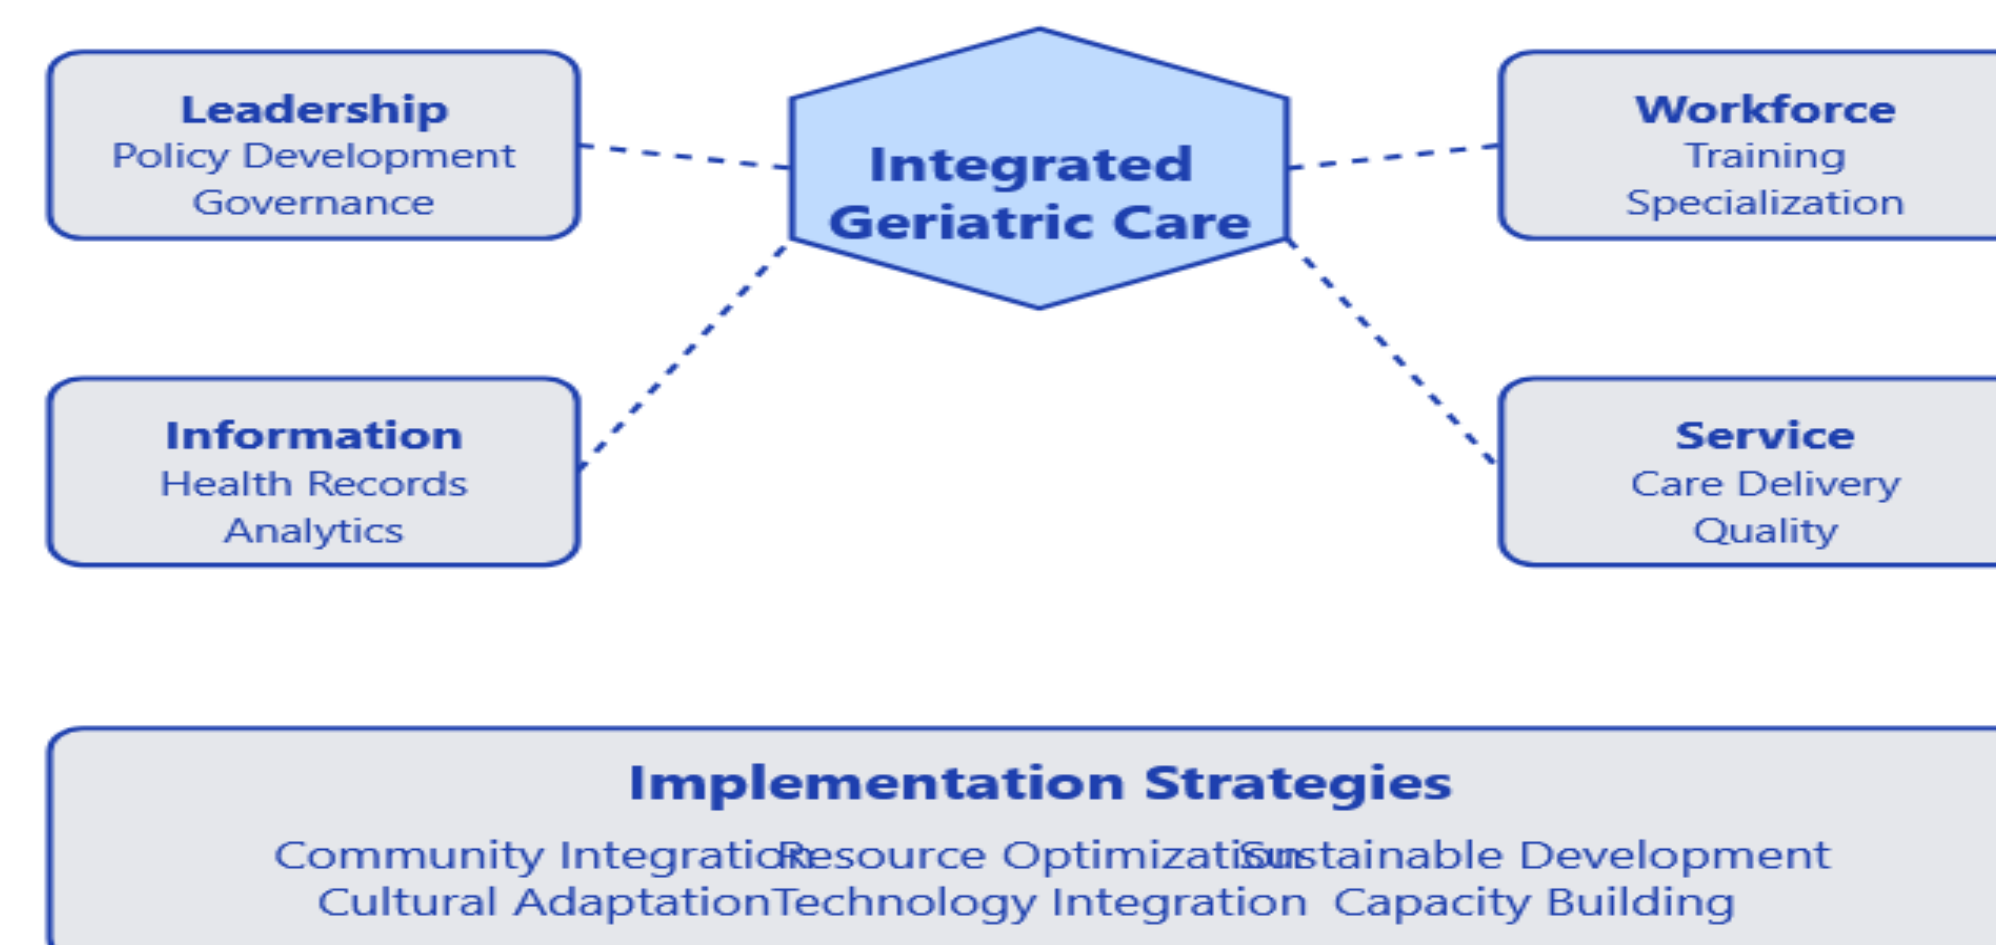 Leadership
Policy Development
Governance
Integrated
Geriatric Care
Workforce
Training
Specialization
Information
Health Records
Analytics
Service
Care Delivery
Quality
Implementation Strategies
Community Integration Resource Optimization Sustainable Development
Cultural Adaptation Technology Integration Capacity Building